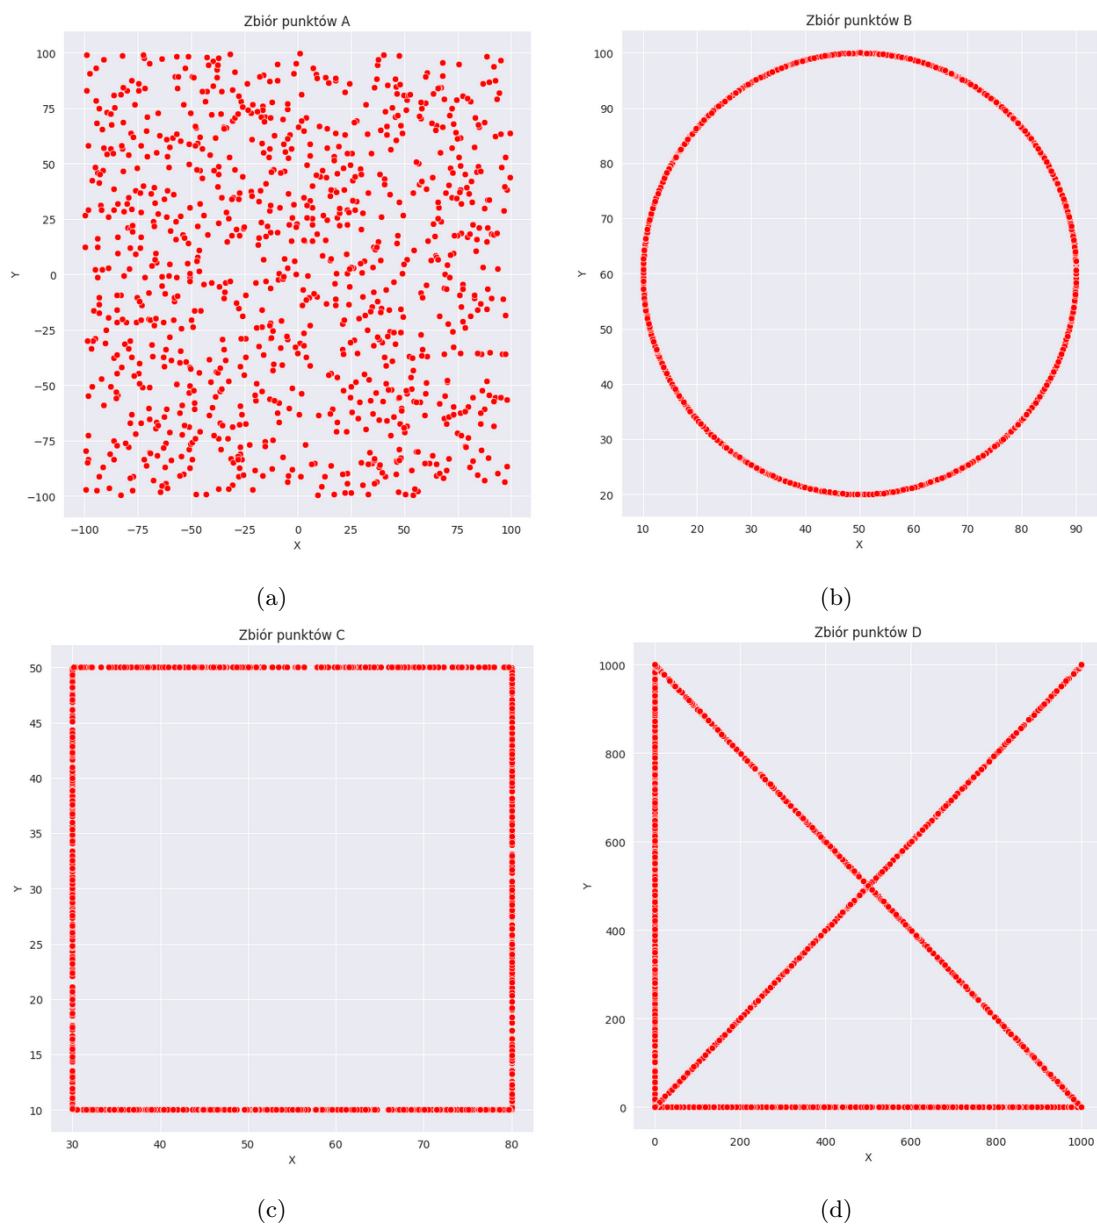 Zbiór punktów A
100
75
50
25
0
−25
−50
−75
−100
Y
−100 −75 −50 −25 0 25 50 75 100
X
(a)
Zbiór punktów B
100
90
80
70
60
50
40
30
20
Y
10 20 30 40 50 60 70 80 90
X
(b)
Zbiór punktów C
50
45
40
35
30
25
20
15
10
Y
30 40 50 60 70 80
X
(c)
Zbiór punktów D
1000
800
600
400
200
0
Y
0 200 400 600 800 1000
X
(d)